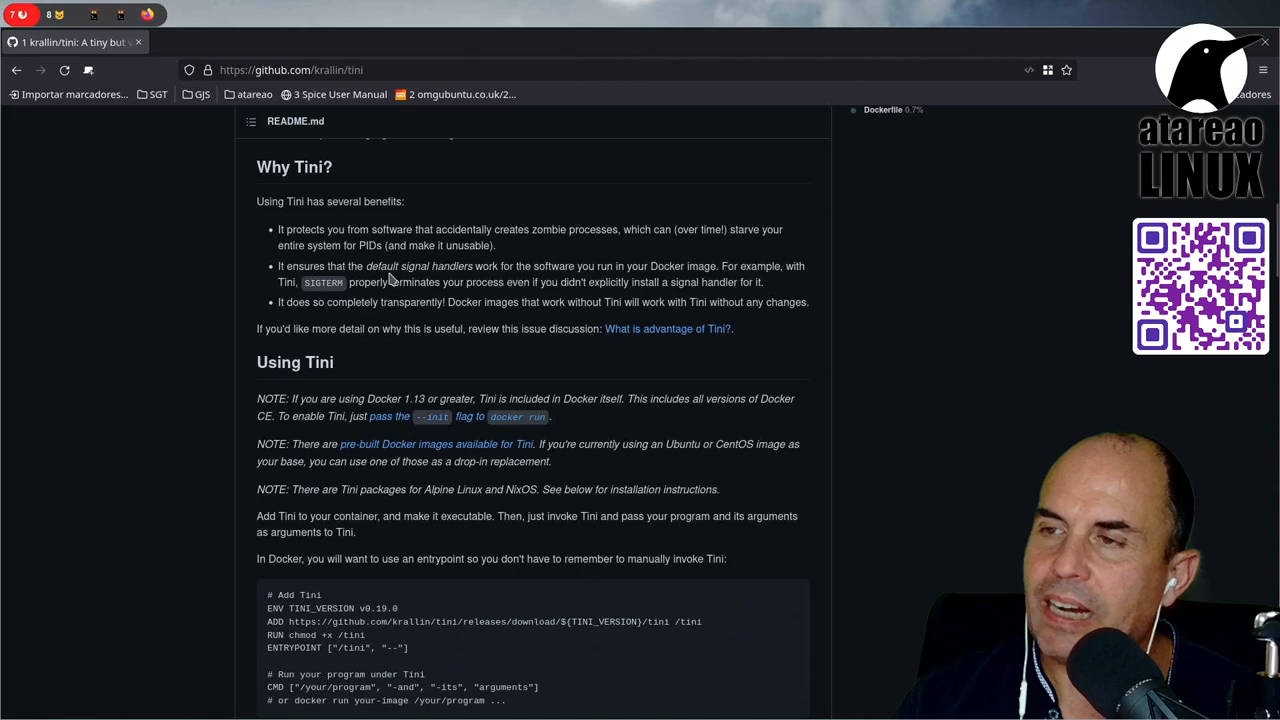 7
8
1 krallin/tini: A tiny but
https://github.com/krallin/tini
Importar marcadores...
SGT
GJS
atareao
3 Spice User Manual
2 omgubuntu.co.uk/2...
adores
atareao
LINUX
Dockerfile 0.7%
README.md
Why Tini?
Using Tini has several benefits:
It protects you from software that accidentally creates zombie processes, which can (over time!) starve your
entire system for PIDs (and make it unusable).
It ensures that the default signal handlers work for the software you run in your Docker image. For example, with
Tini, SIGTERM properly terminates your process even if you didn't explicitly install a signal handler for it.
It does so completely transparently! Docker images that work without Tini will work with Tini without any changes.
If you'd like more detail on why this is useful, review this issue discussion: What is advantage of Tini?.
Using Tini
NOTE: If you are using Docker 1.13 or greater, Tini is included in Docker itself. This includes all versions of Docker
CE. To enable Tini, just pass the --init flag to docker run.
NOTE: There are pre-built Docker images available for Tini. If you're currently using an Ubuntu or CentOS image as
your base, you can use one of those as a drop-in replacement.
NOTE: There are Tini packages for Alpine Linux and NixOS. See below for installation instructions.
Add Tini to your container, and make it executable. Then, just invoke Tini and pass your program and its arguments
as arguments to Tini.
In Docker, you will want to use an entrypoint so you don't have to remember to manually invoke Tini:
# Add Tini
ENV TINI_VERSION v0.19.0
ADD https://github.com/krallin/tini/releases/download/${TINI_VERSION}/tini /tini
RUN chmod +x /tini
ENTRYPOINT ["/tini", "--"]
# Run your program under Tini
CMD ["/your/program", "-and", "-its", "arguments"]
# or docker run your-image /your/program ...